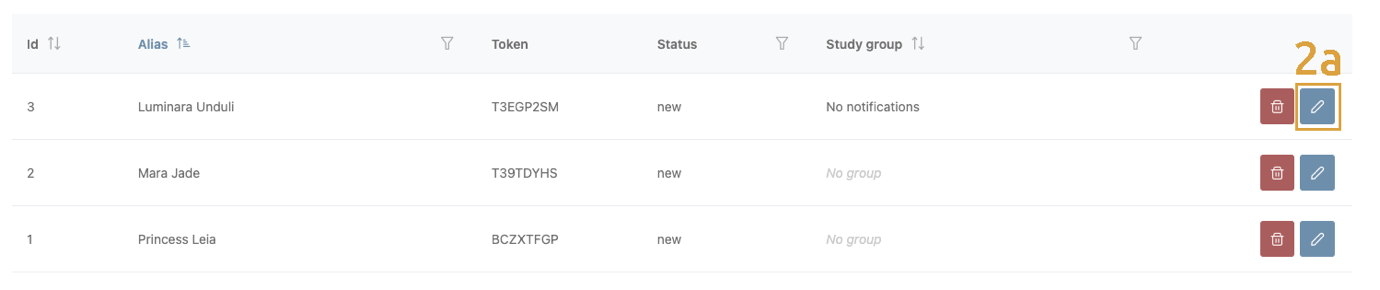 Id Alias Token Status Study group
2a
3 Luminara Unduli T3EGP2SM new No notifications
2 Mara Jade T39TDYHS new No group
1 Princess Leia BCZXTFGP new No group